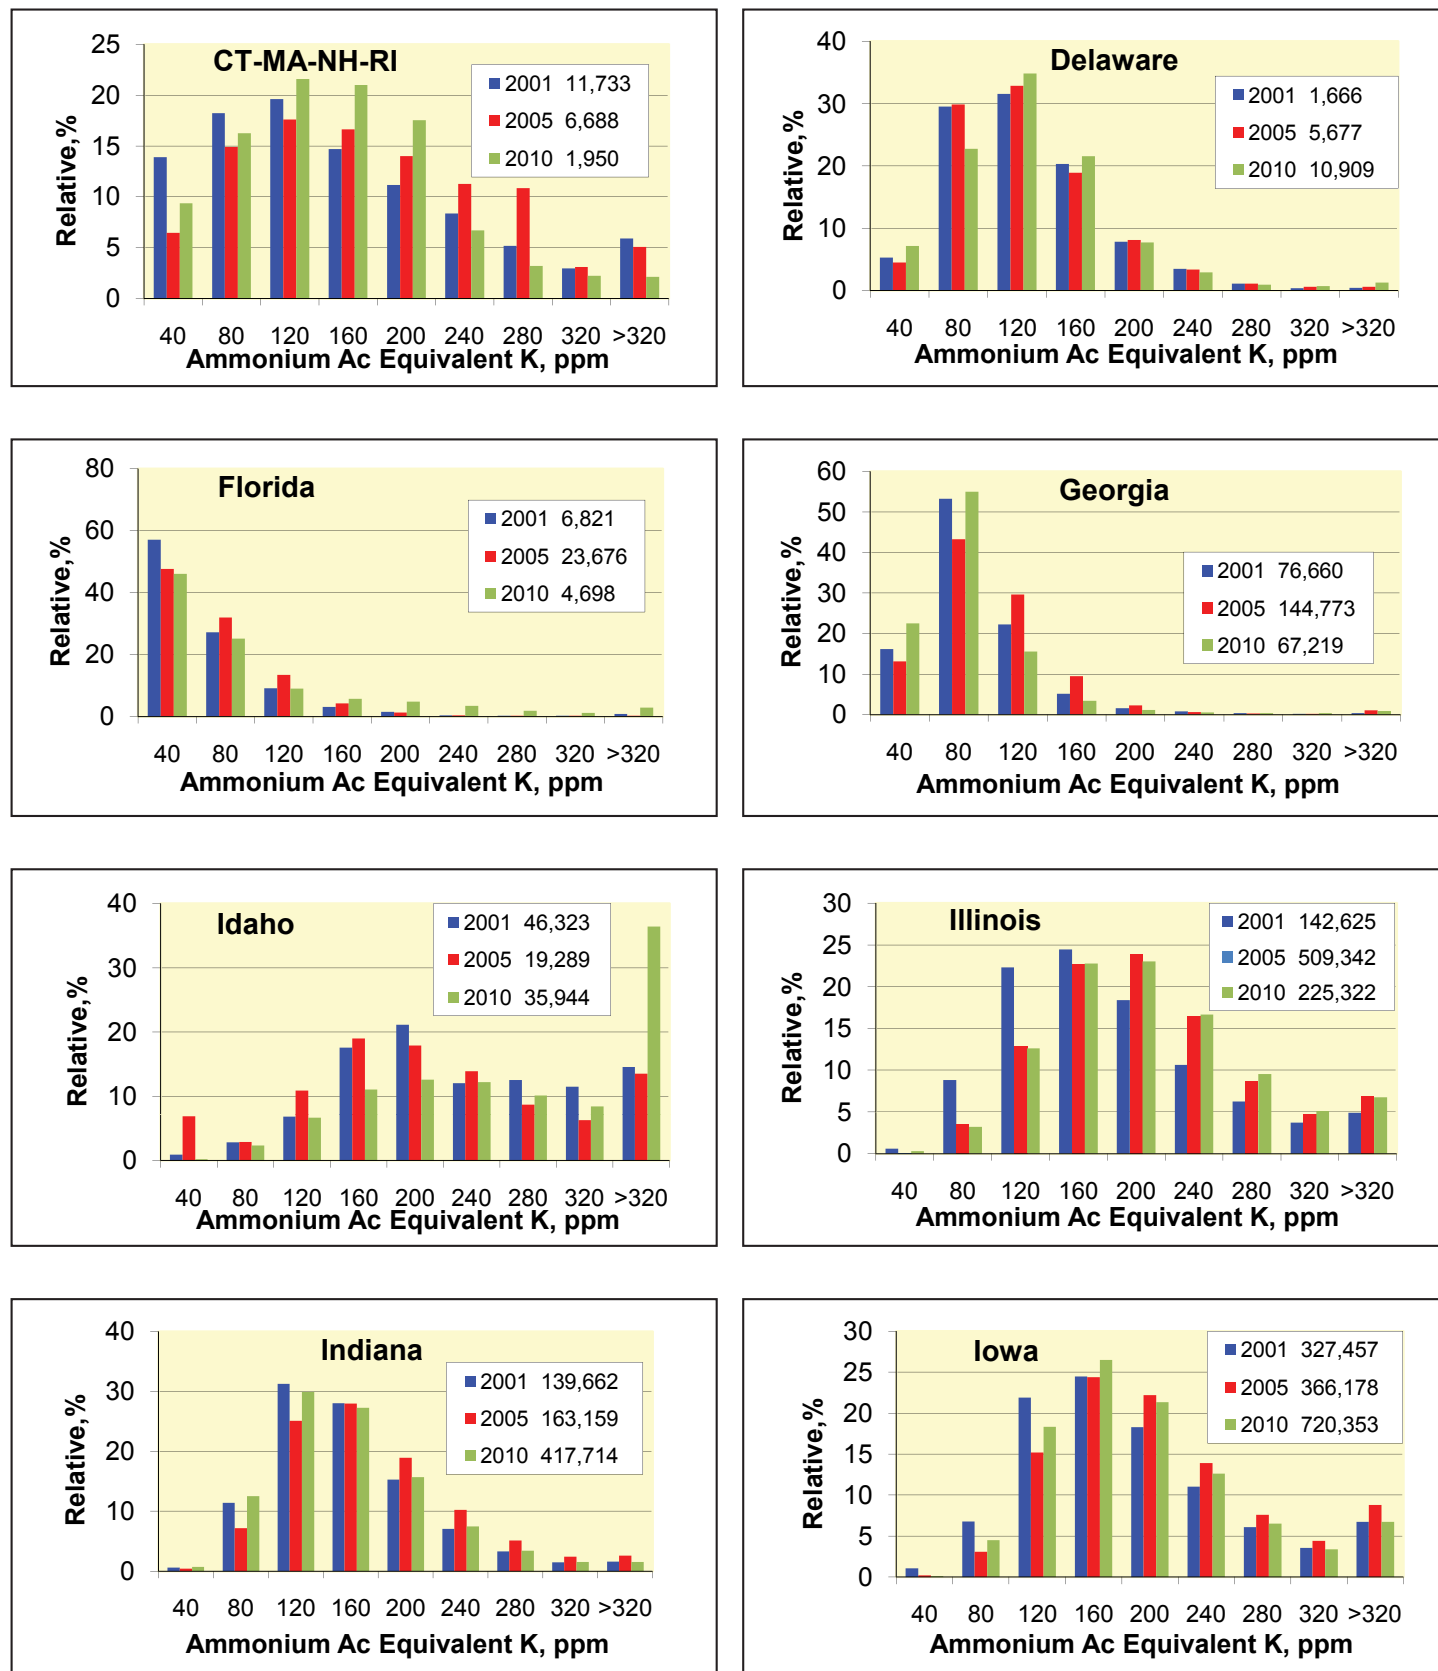 CT-MA-NH-RI
25
20
15
10
5
0
Relative,%
2001 11,733
2005 6,688
2010 1,950
40 80 120 160 200 240 280 320 >320
Ammonium Ac Equivalent K, ppm
Delaware
40
30
20
10
0
Relative,%
2001 1,666
2005 5,677
2010 10,909
40 80 120 160 200 240 280 320 >320
Ammonium Ac Equivalent K, ppm
Florida
80
60
40
20
0
Relative,%
2001 6,821
2005 23,676
2010 4,698
40 80 120 160 200 240 280 320 >320
Ammonium Ac Equivalent K, ppm
Georgia
60
50
40
30
20
10
0
Relative,%
2001 76,660
2005 144,773
2010 67,219
40 80 120 160 200 240 280 320 >320
Ammonium Ac Equivalent K, ppm
Idaho
40
30
20
10
0
Relative,%
2001 46,323
2005 19,289
2010 35,944
40 80 120 160 200 240 280 320 >320
Ammonium Ac Equivalent K, ppm
Illinois
30
25
20
15
10
5
0
Relative,%
2001 142,625
2005 509,342
2010 225,322
40 80 120 160 200 240 280 320 >320
Ammonium Ac Equivalent K, ppm
Indiana
40
30
20
10
0
Relative,%
2001 139,662
2005 163,159
2010 417,714
40 80 120 160 200 240 280 320 >320
Ammonium Ac Equivalent K, ppm
Iowa
30
25
20
15
10
5
0
Relative,%
2001 327,457
2005 366,178
2010 720,353
40 80 120 160 200 240 280 320 >320
Ammonium Ac Equivalent K, ppm